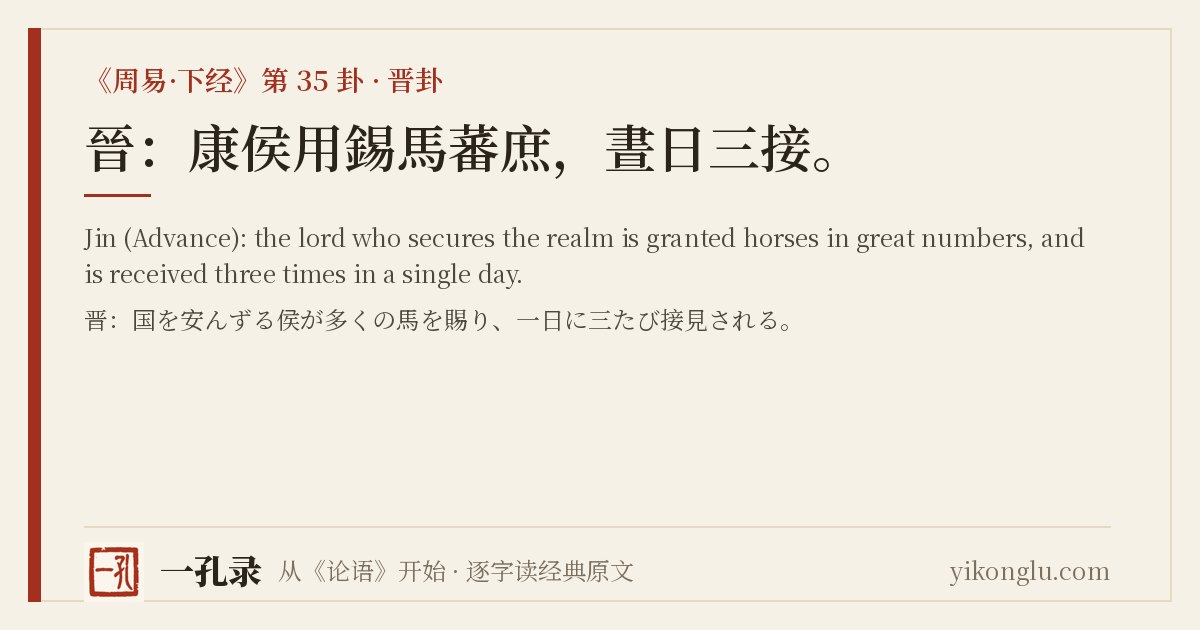 《周易·下经》第 35 卦 · 晋卦
晉：康侯用錫馬蕃庶，晝日三接。
Jin (Advance): the lord who secures the realm is granted horses in great numbers, and
is received three times in a single day.
晋：国を安んずる侯が多くの馬を賜り、一日に三たび接見される。
一孔
一孔录 从《论语》开始 · 逐字读经典原文 yikonglu.com